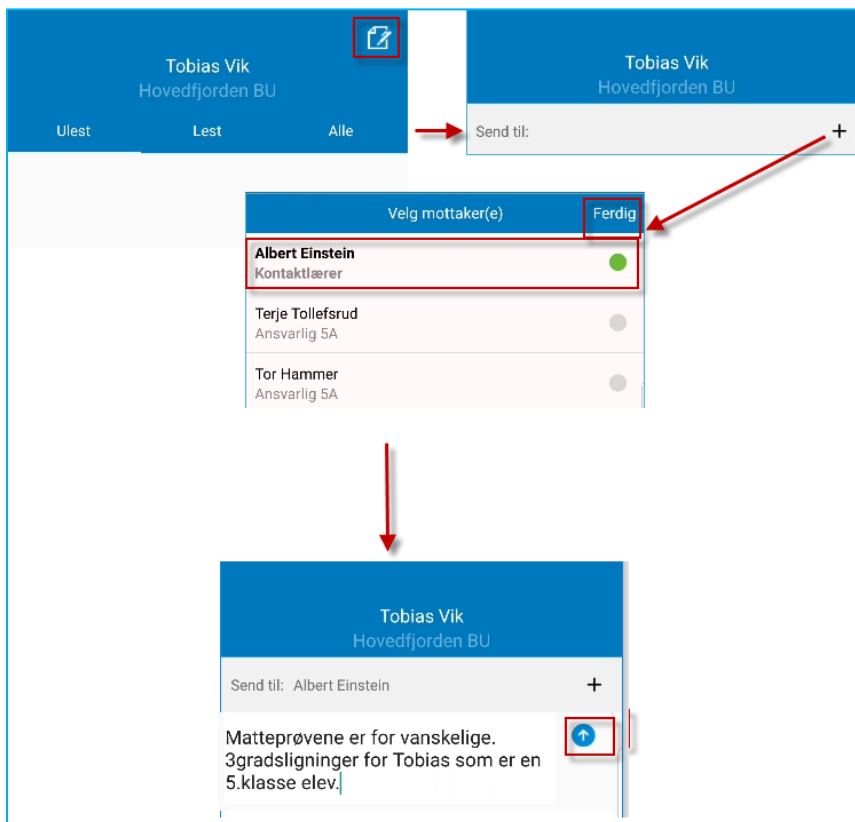 Tobias Vik
Hovedfjorden BU
Ulest Lest Alle
Tobias Vik
Hovedfjorden BU
Send til: +
Velg mottaker(e) Ferdig
Albert Einstein
Kontaktlærer
Terje Tollefsrud
Ansvarlig 5A
Tor Hammer
Ansvarlig 5A
Tobias Vik
Hovedfjorden BU
Send til: Albert Einstein +
Matteprøvene er for vanskelige.
3gradsligninger for Tobias som er en
5.klasse elev.